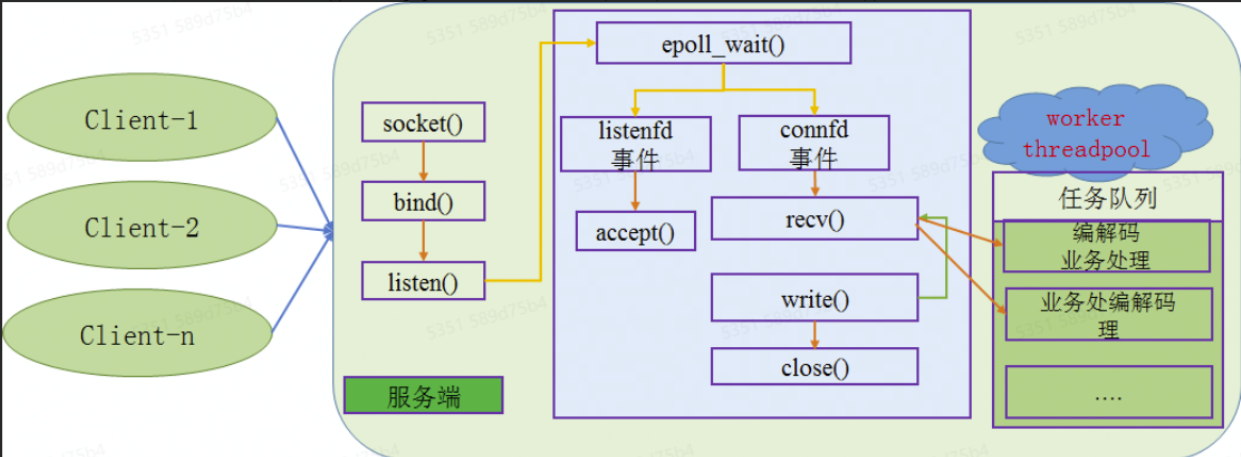 Client-1
Client-2
Client-n
socket()
bind()
listen()
服务端
epoll_wait()
listenfd
事件
accept()
connfd
事件
recv()
write()
close()
worker
threadpool
任务队列
编解码
业务处理
业务处编解码
理
....
5351 589d75b4